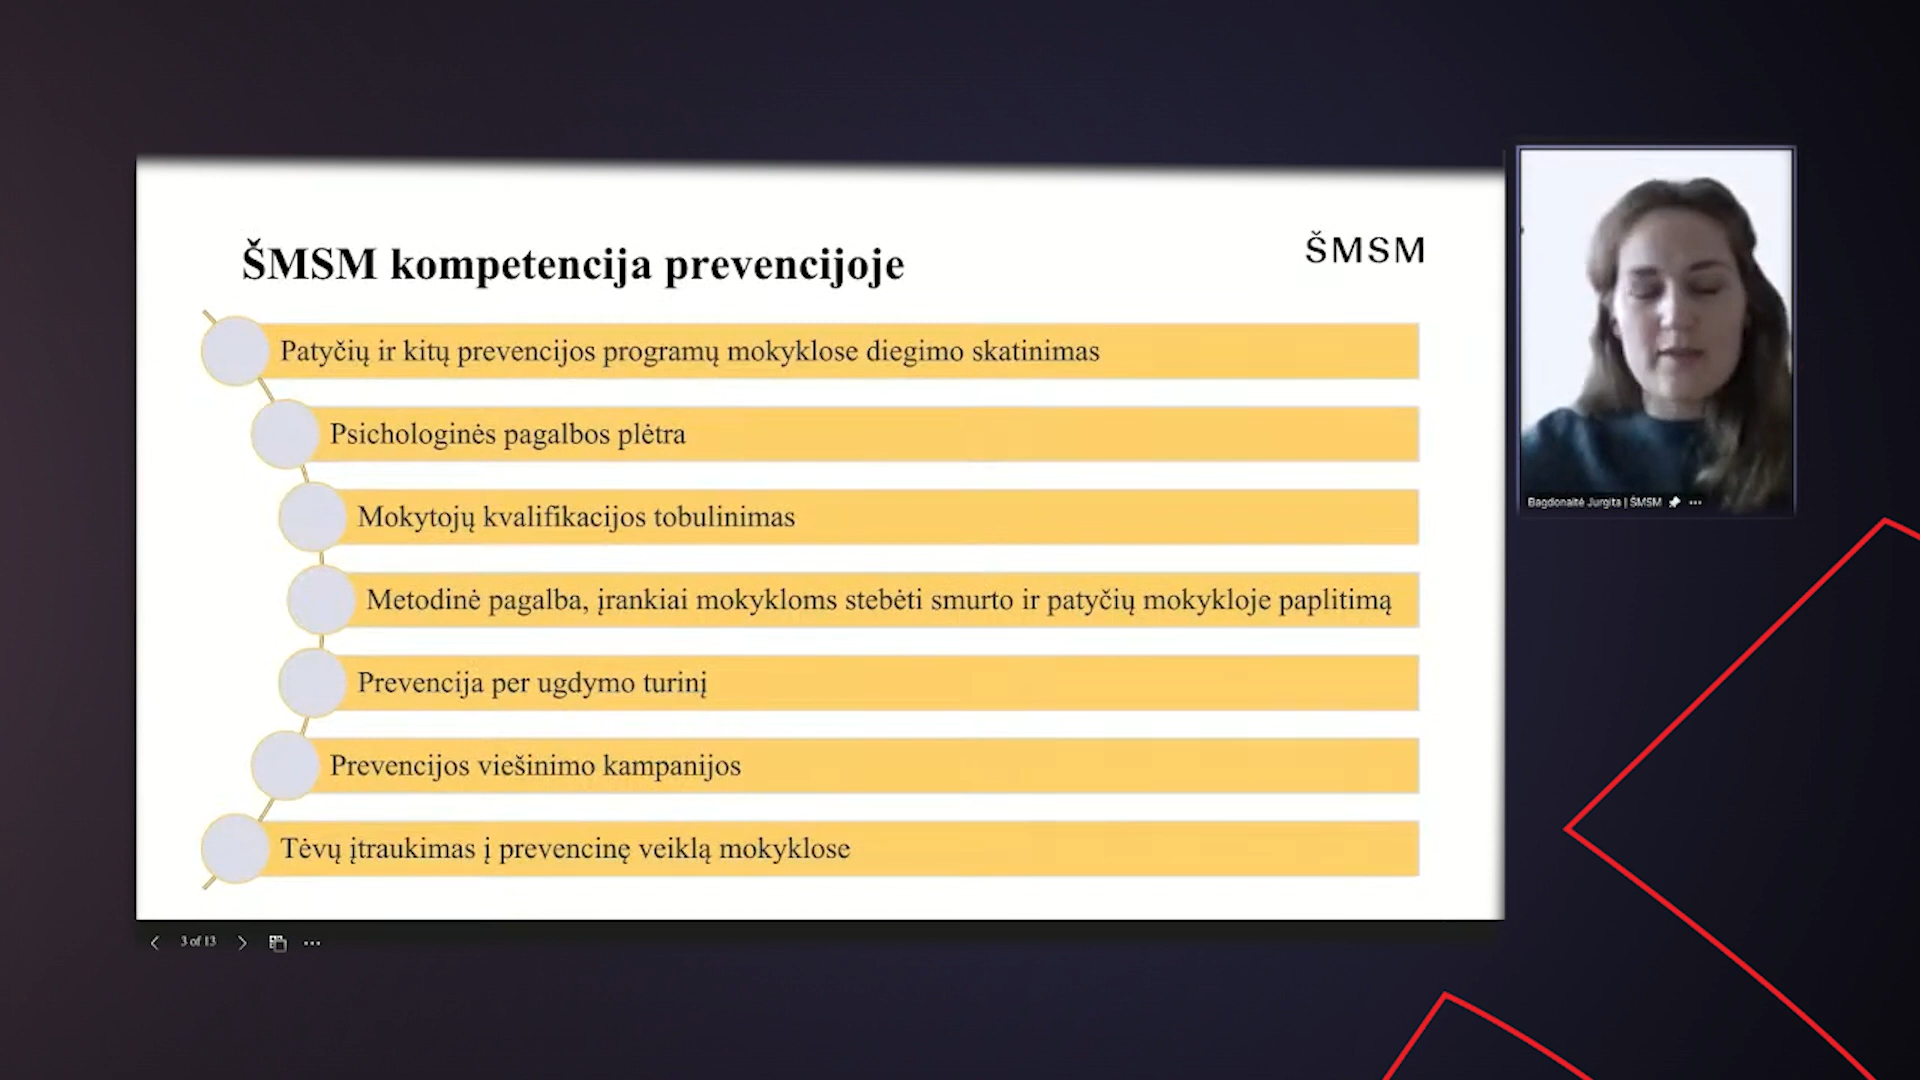 ŠMSM kompetencija prevencijoje
ŠMSM
Patyčių ir kitų prevencijos programų mokyklose diegimo skatinimas
Psichologinės pagalbos plėtra
Mokytojų kvalifikacijos tobulinimas
Metodinė pagalba, įrankiai mokykloms stebėti smurto ir patyčių mokykloje paplitimą
Prevencija per ugdymo turinį
Prevencijos viešinimo kampanijos
Tėvų įtraukimas į prevencinę veiklą mokyklose
Bagdonaitė Jurgita | ŠMSM
3 of 13